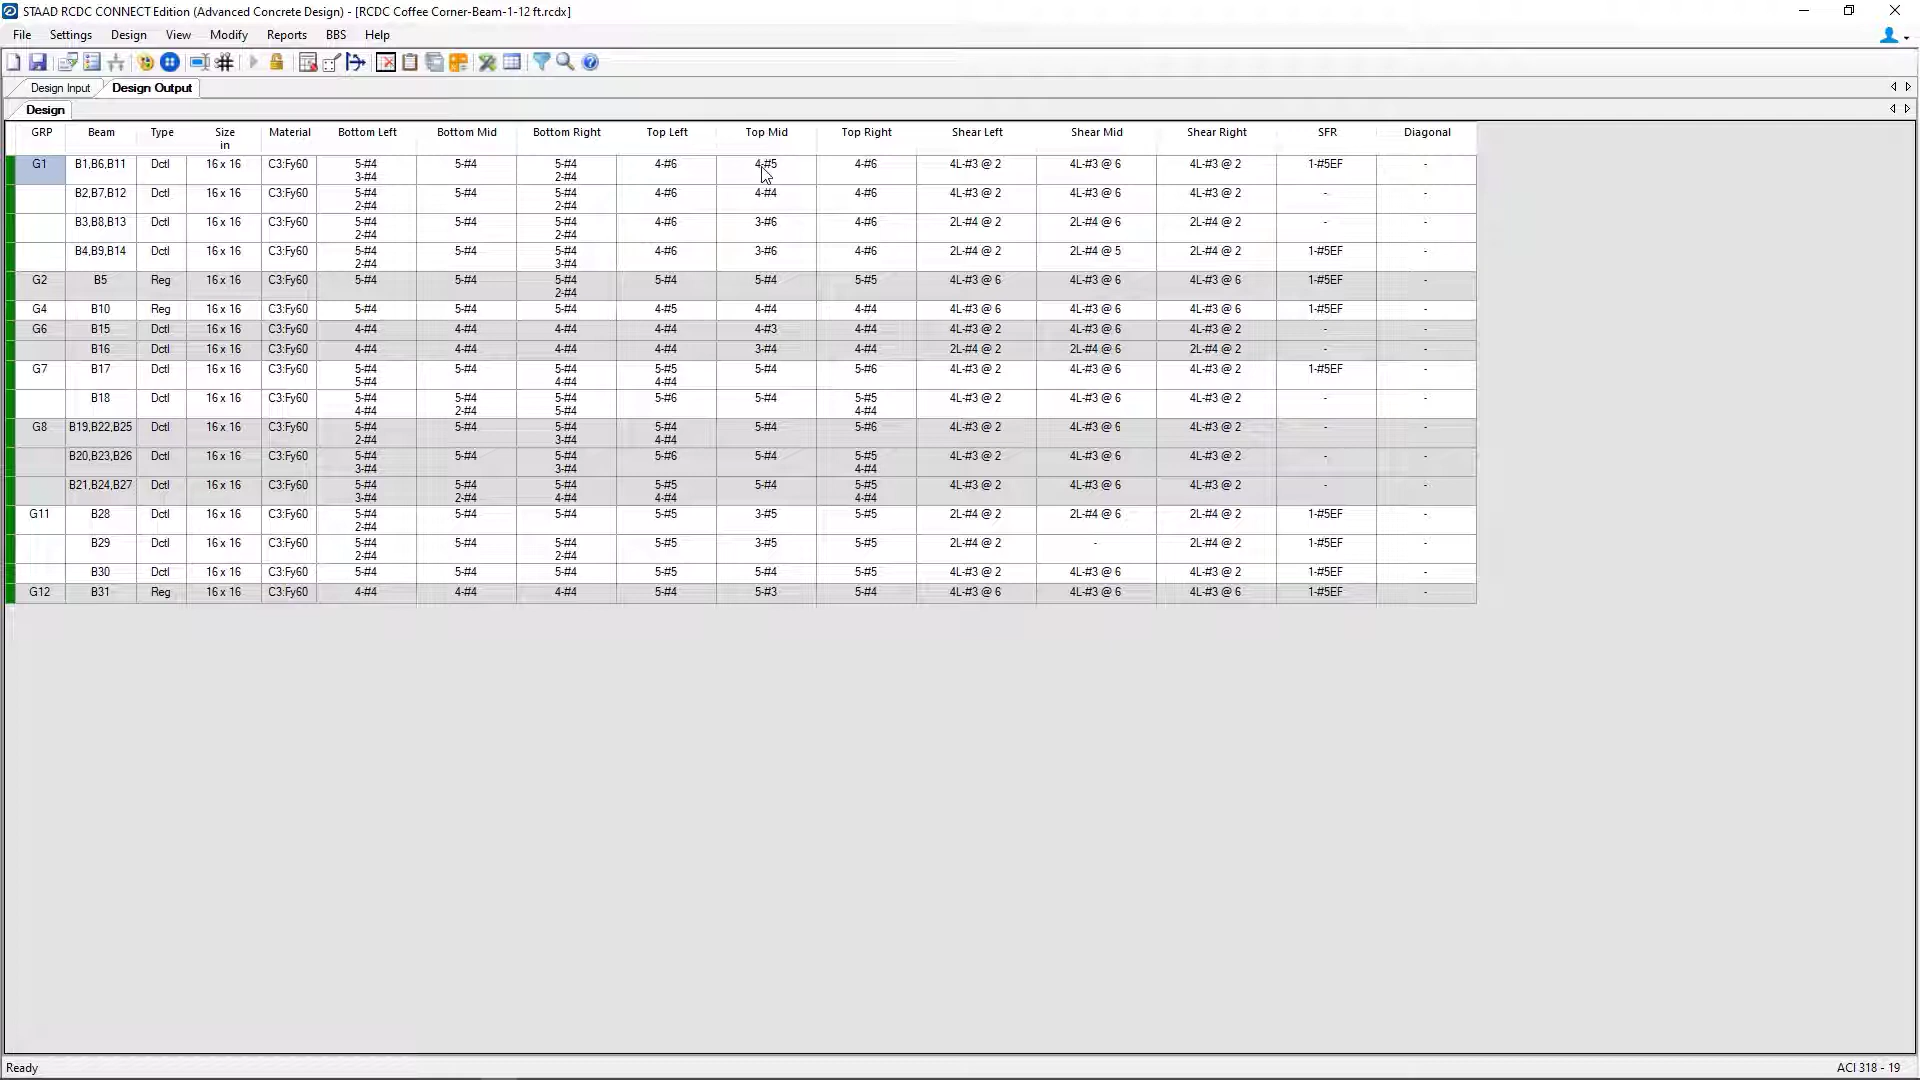 STAAD RCDC CONNECT Edition (Advanced Concrete Design) - [RCDC Coffee Corner-Beam-1-12 ft.rcdx]
File Settings Design View Modify Reports BBS Help
Design Input Design Output
Design
GRP Beam Type Size in Material Bottom Left Bottom Mid Bottom Right Top Left Top Mid Top Right Shear Left Shear Mid Shear Right SFR Diagonal
G1 B1,B6,B11 Dctl 16 x 16 C3:Fy60 5-#4 5-#4 5-#4 4-#6 4-#5 4-#6 4L-#3 @ 2 4L-#3 @ 6 4L-#3 @ 2 1-#5EF -
3-#4 2-#4
B2,B7,B12 Dctl 16 x 16 C3:Fy60 5-#4 5-#4 5-#4 4-#6 4-#4 4-#6 4L-#3 @ 2 4L-#3 @ 6 4L-#3 @ 2 - -
2-#4 2-#4
B3,B8,B13 Dctl 16 x 16 C3:Fy60 5-#4 5-#4 5-#4 4-#6 3-#6 4-#6 2L-#4 @ 2 2L-#4 @ 6 2L-#4 @ 2 - -
2-#4 2-#4
B4,B9,B14 Dctl 16 x 16 C3:Fy60 5-#4 5-#4 5-#4 4-#6 3-#6 4-#6 2L-#4 @ 2 2L-#4 @ 5 2L-#4 @ 2 1-#5EF -
2-#4 3-#4
G2 B5 Reg 16 x 16 C3:Fy60 5-#4 5-#4 5-#4 5-#4 5-#4 5-#5 4L-#3 @ 6 4L-#3 @ 6 4L-#3 @ 6 1-#5EF -
2-#4
G4 B10 Reg 16 x 16 C3:Fy60 5-#4 5-#4 5-#4 4-#5 4-#4 4-#4 4L-#3 @ 6 4L-#3 @ 6 4L-#3 @ 6 1-#5EF -
G6 B15 Dctl 16 x 16 C3:Fy60 4-#4 4-#4 4-#4 4-#4 4-#3 4-#4 4L-#3 @ 2 4L-#3 @ 6 4L-#3 @ 2 - -
B16 Dctl 16 x 16 C3:Fy60 4-#4 4-#4 4-#4 4-#4 3-#4 4-#4 2L-#4 @ 2 2L-#4 @ 6 2L-#4 @ 2 - -
G7 B17 Dctl 16 x 16 C3:Fy60 5-#4 5-#4 5-#4 5-#5 5-#4 5-#6 4L-#3 @ 2 4L-#3 @ 6 4L-#3 @ 2 1-#5EF -
5-#4 4-#4 4-#4
B18 Dctl 16 x 16 C3:Fy60 5-#4 5-#4 5-#4 5-#6 5-#4 5-#5 4L-#3 @ 2 4L-#3 @ 6 4L-#3 @ 2 - -
4-#4 2-#4 5-#4 4-#4
G8 B19,B22,B25 Dctl 16 x 16 C3:Fy60 5-#4 5-#4 5-#4 5-#4 5-#4 5-#6 4L-#3 @ 2 4L-#3 @ 6 4L-#3 @ 2 - -
2-#4 3-#4 4-#4
B20,B23,B26 Dctl 16 x 16 C3:Fy60 5-#4 5-#4 5-#4 5-#6 5-#4 5-#5 4L-#3 @ 2 4L-#3 @ 6 4L-#3 @ 2 - -
3-#4 3-#4 4-#4
B21,B24,B27 Dctl 16 x 16 C3:Fy60 5-#4 5-#4 5-#4 5-#5 5-#4 5-#5 4L-#3 @ 2 4L-#3 @ 6 4L-#3 @ 2 - -
3-#4 2-#4 4-#4 4-#4 4-#4
G11 B28 Dctl 16 x 16 C3:Fy60 5-#4 5-#4 5-#4 5-#5 3-#5 5-#5 2L-#4 @ 2 2L-#4 @ 6 2L-#4 @ 2 1-#5EF -
2-#4
B29 Dctl 16 x 16 C3:Fy60 5-#4 5-#4 5-#4 5-#5 3-#5 5-#5 2L-#4 @ 2 - 2L-#4 @ 2 1-#5EF -
2-#4 2-#4
B30 Dctl 16 x 16 C3:Fy60 5-#4 5-#4 5-#4 5-#5 5-#4 5-#5 4L-#3 @ 2 4L-#3 @ 6 4L-#3 @ 2 1-#5EF -
G12 B31 Reg 16 x 16 C3:Fy60 4-#4 4-#4 4-#4 5-#4 5-#3 5-#4 4L-#3 @ 6 4L-#3 @ 6 4L-#3 @ 6 1-#5EF -
Ready ACI 318 - 19